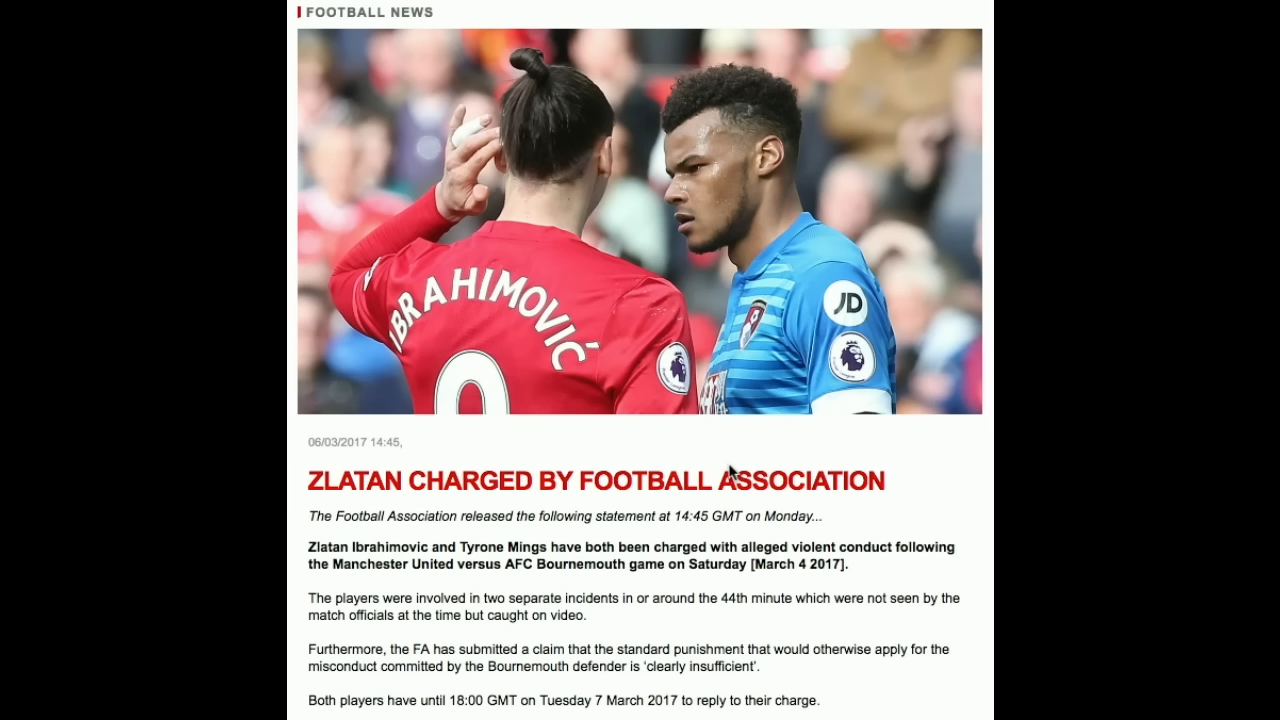 FOOTBALL NEWS
IBRAHIMOVIĆ
9
JD
06/03/2017 14:45,
ZLATAN CHARGED BY FOOTBALL ASSOCIATION
The Football Association released the following statement at 14:45 GMT on Monday...
Zlatan Ibrahimovic and Tyrone Mings have both been charged with alleged violent conduct following
the Manchester United versus AFC Bournemouth game on Saturday [March 4 2017].
The players were involved in two separate incidents in or around the 44th minute which were not seen by the
match officials at the time but caught on video.
Furthermore, the FA has submitted a claim that the standard punishment that would otherwise apply for the
misconduct committed by the Bournemouth defender is ‘clearly insufficient’.
Both players have until 18:00 GMT on Tuesday 7 March 2017 to reply to their charge.